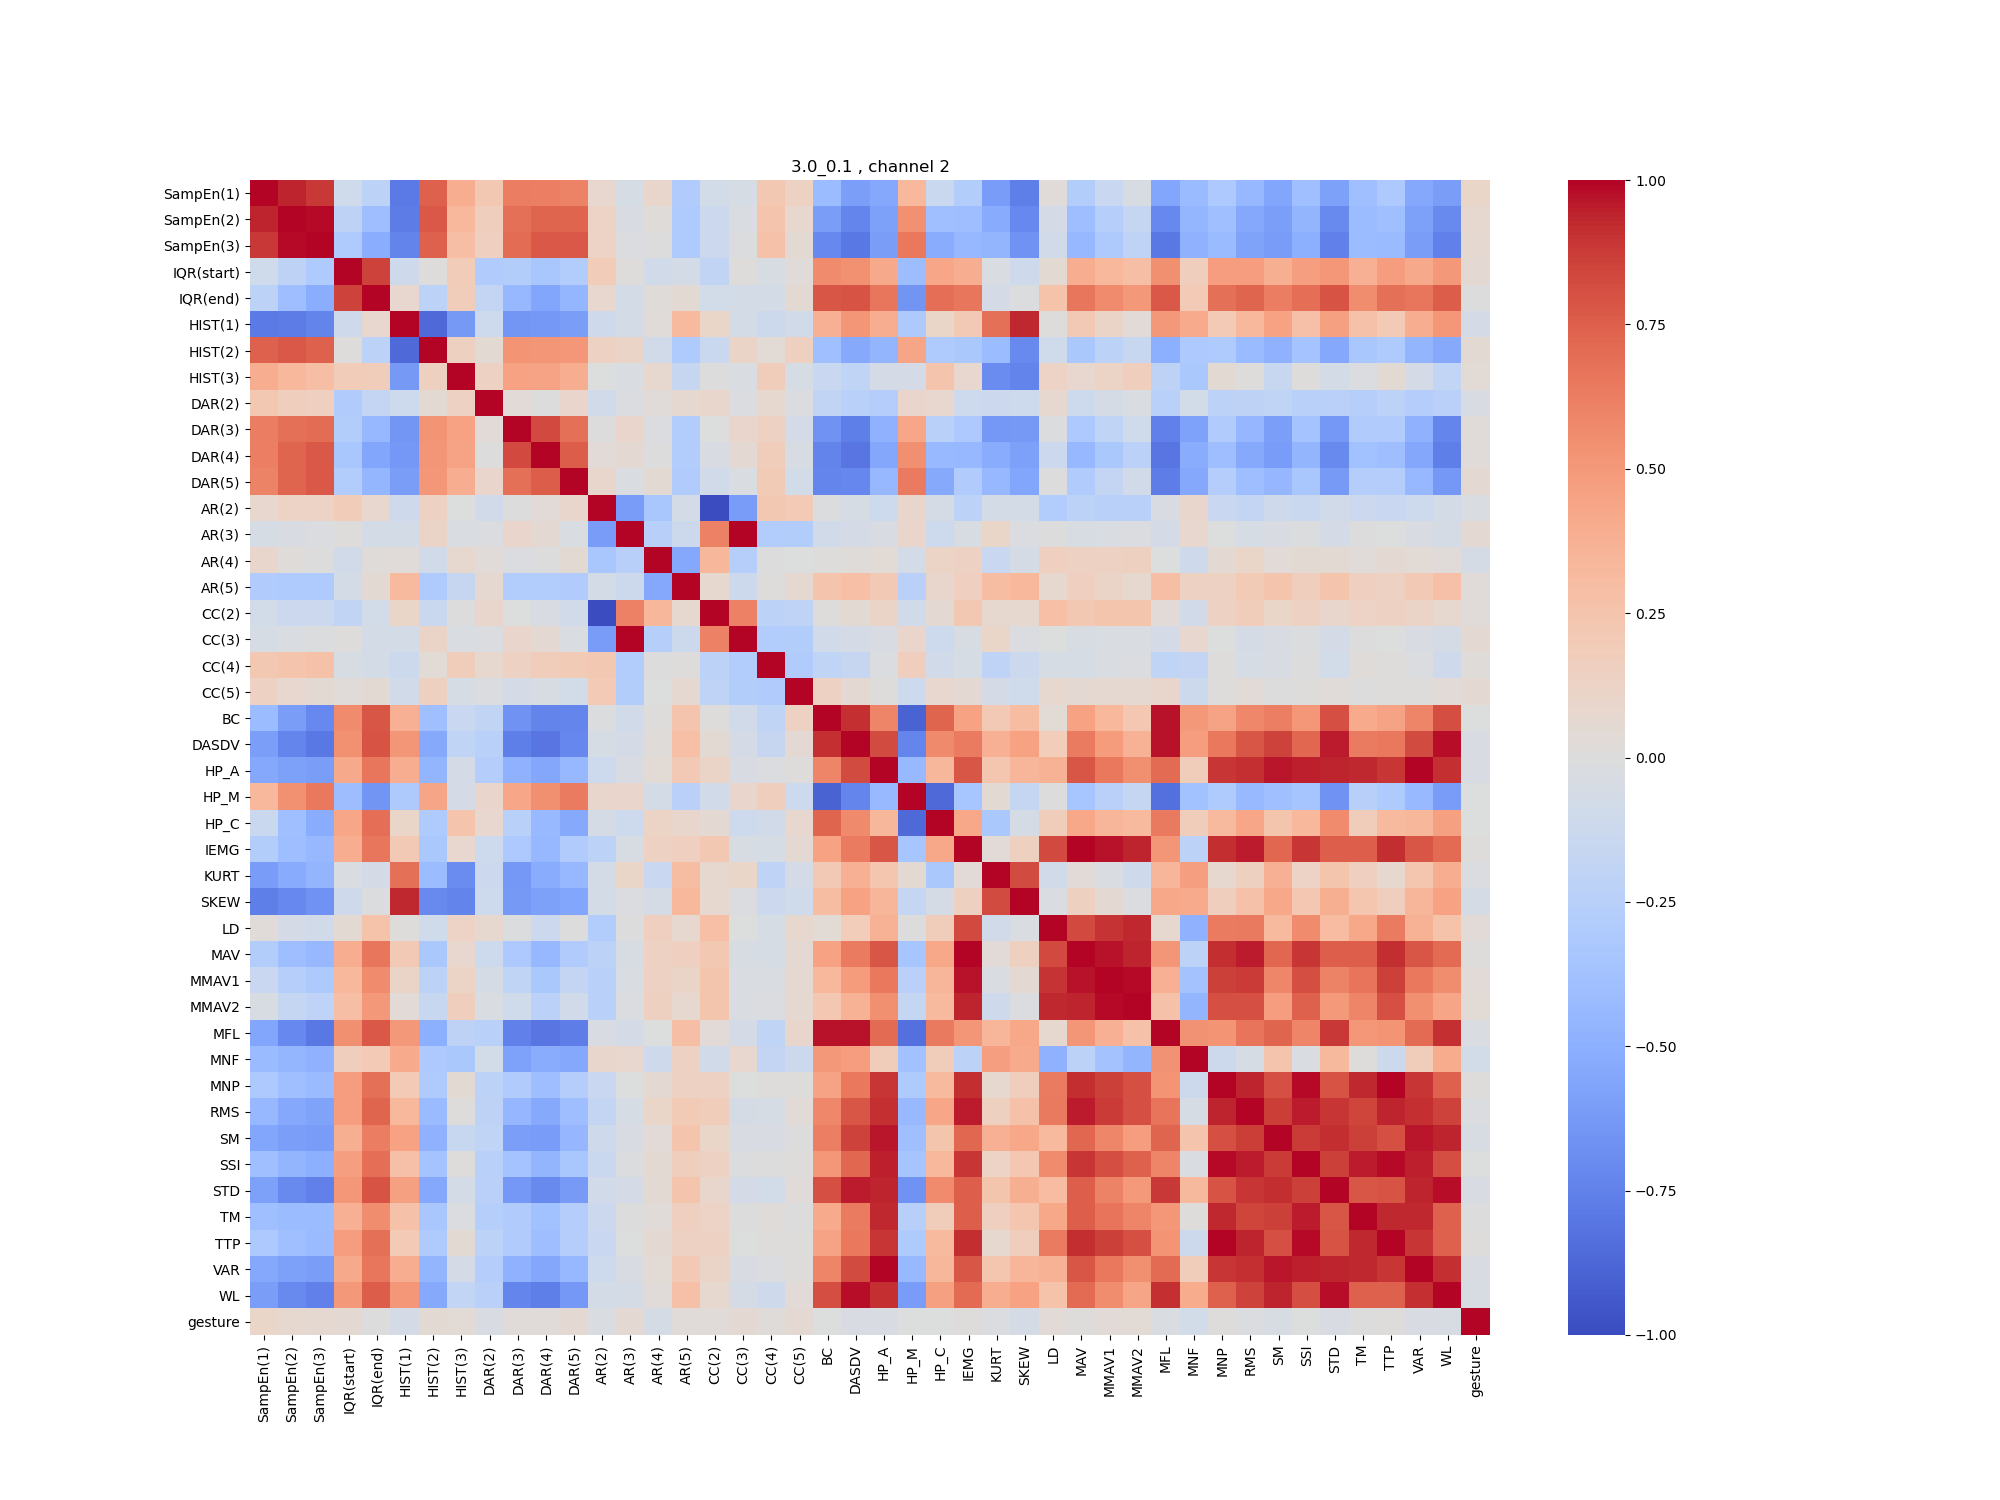 3.0_0.1 , channel 2
SampEn(1)
SampEn(2)
SampEn(3)
IQR(start)
IQR(end)
HIST(1)
HIST(2)
HIST(3)
DAR(2)
DAR(3)
DAR(4)
DAR(5)
AR(2)
AR(3)
AR(4)
AR(5)
CC(2)
CC(3)
CC(4)
CC(5)
BC
DASDV
HP_A
HP_M
HP_C
IEMG
KURT
SKEW
LD
MAV
MMAV1
MMAV2
MFL
MNF
MNP
RMS
SM
SSI
STD
TM
TTP
VAR
WL
gesture
SampEn(1)
SampEn(2)
SampEn(3)
IQR(start)
IQR(end)
HIST(1)
HIST(2)
HIST(3)
DAR(2)
DAR(3)
DAR(4)
DAR(5)
AR(2)
AR(3)
AR(4)
AR(5)
CC(2)
CC(3)
CC(4)
CC(5)
BC
DASDV
HP_A
HP_M
HP_C
IEMG
KURT
SKEW
LD
MAV
MMAV1
MMAV2
MFL
MNF
MNP
RMS
SM
SSI
STD
TM
TTP
VAR
WL
gesture
1.00
0.75
0.50
0.25
0.00
−0.25
−0.50
−0.75
−1.00